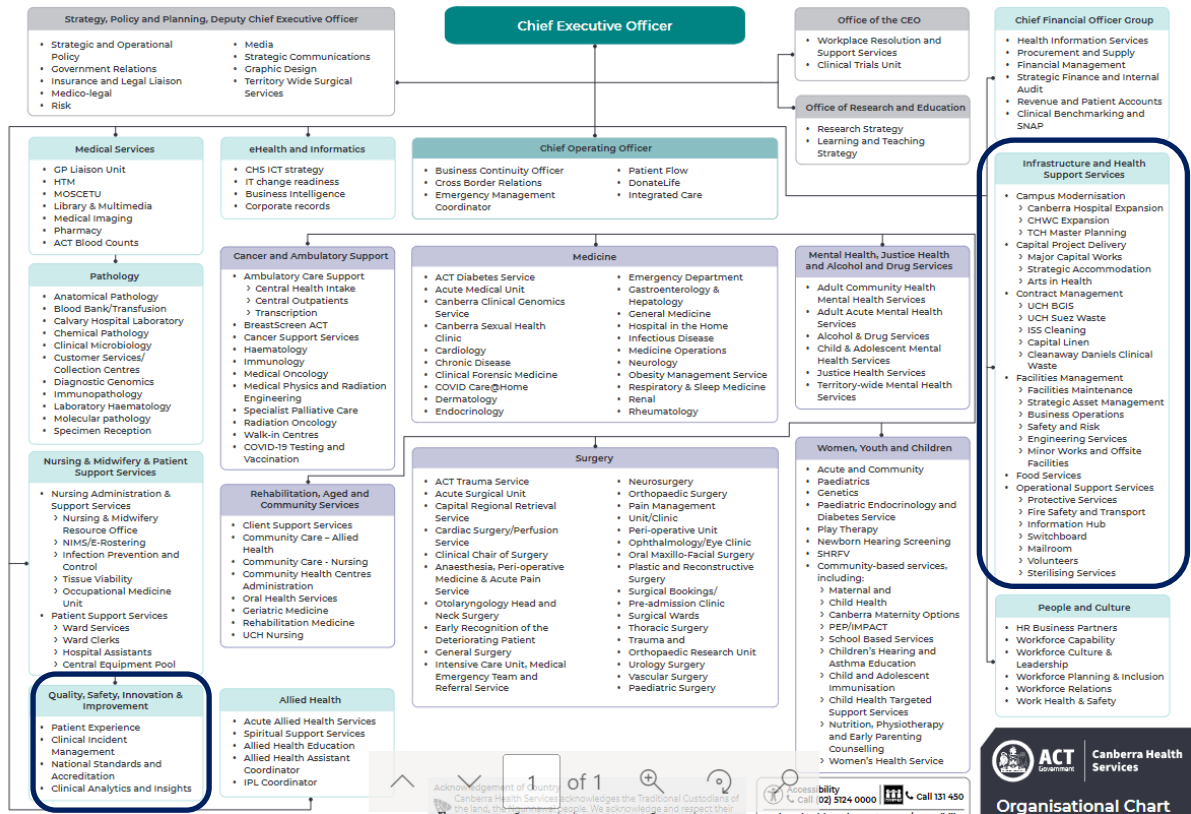 Strategy, Policy and Planning, Deputy Chief Executive Officer
Strategic and Operational
Policy
Government Relations
Insurance and Legal Liaison
Medico-legal
Risk
Media
Strategic Communications
Graphic Design
Territory Wide Surgical
Services
Chief Executive Officer
Office of the CEO
Workplace Resolution and
Support Services
Clinical Trials Unit
Office of Research and Education
Research Strategy
Learning and Teaching
Strategy
Chief Financial Officer Group
Health Information Services
Procurement and Supply
Financial Management
Strategic Finance and Internal
Audit
Revenue and Patient Accounts
Clinical Benchmarking and
SNAP
Medical Services
GP Liaison Unit
HTM
MOSCETU
Library & Multimedia
Medical Imaging
Pharmacy
ACT Blood Counts
eHealth and Informatics
CHS ICT strategy
IT change readiness
Business Intelligence
Corporate records
Chief Operating Officer
Business Continuity Officer
Cross Border Relations
Emergency Management
Coordinator
Patient Flow
DonateLife
Integrated Care
Infrastructure and Health
Support Services
Campus Modernisation
> Canberra Hospital Expansion
> CHWC Expansion
> TCH Master Planning
Capital Project Delivery
> Major Capital Works
> Strategic Accommodation
> Arts in Health
Contract Management
> UCH BGIS
> UCH Suez Waste
> ISS Cleaning
> Capital Linen
> Cleanaway Daniels Clinical
Waste
Facilities Management
> Facilities Maintenance
> Strategic Asset Management
> Business Operations
> Safety and Risk
> Engineering Services
> Minor Works and Offsite
Facilities
Food Services
Operational Support Services
> Protective Services
> Fire Safety and Transport
> Information Hub
> Switchboard
> Mailroom
> Volunteers
> Sterilising Services
Pathology
Anatomical Pathology
Blood Bank/Transfusion
Calvary Hospital Laboratory
Chemical Pathology
Clinical Microbiology
Customer Services/
Collection Centres
Diagnostic Genomics
Immunopathology
Laboratory Haematology
Molecular pathology
Specimen Reception
Cancer and Ambulatory Support
Ambulatory Care Support
> Central Health Intake
> Central Outpatients
> Transcription
BreastScreen ACT
Cancer Support Services
Haematology
Immunology
Medical Oncology
Medical Physics and Radiation
Engineering
Specialist Palliative Care
Radiation Oncology
Walk-in Centres
COVID-19 Testing and
Vaccination
Medicine
ACT Diabetes Service
Acute Medical Unit
Canberra Clinical Genomics
Service
Canberra Sexual Health
Clinic
Cardiology
Chronic Disease
Clinical Forensic Medicine
COVID Care@Home
Dermatology
Endocrinology
Emergency Department
Gastroenterology &
Hepatology
General Medicine
Hospital in the Home
Infectious Disease
Medicine Operations
Neurology
Obesity Management Service
Respiratory & Sleep Medicine
Renal
Rheumatology
Mental Health, Justice Health
and Alcohol and Drug Services
Adult Community Health
Mental Health Services
Adult Acute Mental Health
Services
Alcohol & Drug Services
Child & Adolescent Mental
Health Services
Justice Health Services
Territory-wide Mental Health
Services
Nursing & Midwifery & Patient
Support Services
Nursing Administration &
Support Services
> Nursing & Midwifery
Resource Office
> NIMS/E-Rostering
> Infection Prevention and
Control
> Tissue Viability
> Occupational Medicine
Unit
Patient Support Services
> Ward Services
> Ward Clerks
> Hospital Assistants
> Central Equipment Pool
Rehabilitation, Aged and
Community Services
Client Support Services
Community Care – Allied
Health
Community Care - Nursing
Community Health Centres
Administration
Oral Health Services
Geriatric Medicine
Rehabilitation Medicine
UCH Nursing
Surgery
ACT Trauma Service
Acute Surgical Unit
Capital Regional Retrieval
Service
Cardiac Surgery/Perfusion
Service
Clinical Chair of Surgery
Anaesthesia, Peri-operative
Medicine & Acute Pain
Service
Otolaryngology Head and
Neck Surgery
Early Recognition of the
Deteriorating Patient
General Surgery
Intensive Care Unit, Medical
Emergency Team and
Referral Service
Neurosurgery
Orthopaedic Surgery
Pain Management
Unit/Clinic
Peri-operative Unit
Ophthalmology/Eye Clinic
Oral Maxillo-Facial Surgery
Plastic and Reconstructive
Surgery
Surgical Bookings/
Pre-admission Clinic
Surgical Wards
Thoracic Surgery
Trauma and
Orthopaedic Research Unit
Urology Surgery
Vascular Surgery
Paediatric Surgery
Women, Youth and Children
Acute and Community
Paediatrics
Genetics
Paediatric Endocrinology and
Diabetes Service
Play Therapy
Newborn Hearing Screening
SHRFV
Community-based services,
including:
> Maternal and
> Child Health
> Canberra Maternity Options
> PEP/IMPACT
> School Based Services
> Children's Hearing and
Asthma Education
> Child and Adolescent
Immunisation
> Child Health Targeted
Support Services
> Nutrition, Physiotherapy
and Early Parenting
Counselling
> Women's Health Service
People and Culture
HR Business Partners
Workforce Capability
Workforce Culture &
Leadership
Workforce Planning & Inclusion
Workforce Relations
Work Health & Safety
Quality, Safety, Innovation &
Improvement
Patient Experience
Clinical Incident
Management
National Standards and
Accreditation
Clinical Analytics and Insights
Allied Health
Acute Allied Health Services
Spiritual Support Services
Allied Health Education
Allied Health Assistant
Coordinator
IPL Coordinator
1 of 1
Acknowledgement of Country
Canberra Health Services acknowledges the Traditional Custodians of
the land, the Ngunnawal people. We acknowledge and respect their
Accessibility
Call (02) 5124 0000
Call 131 450
ACT
Government
Canberra Health
Services
Organisational Chart